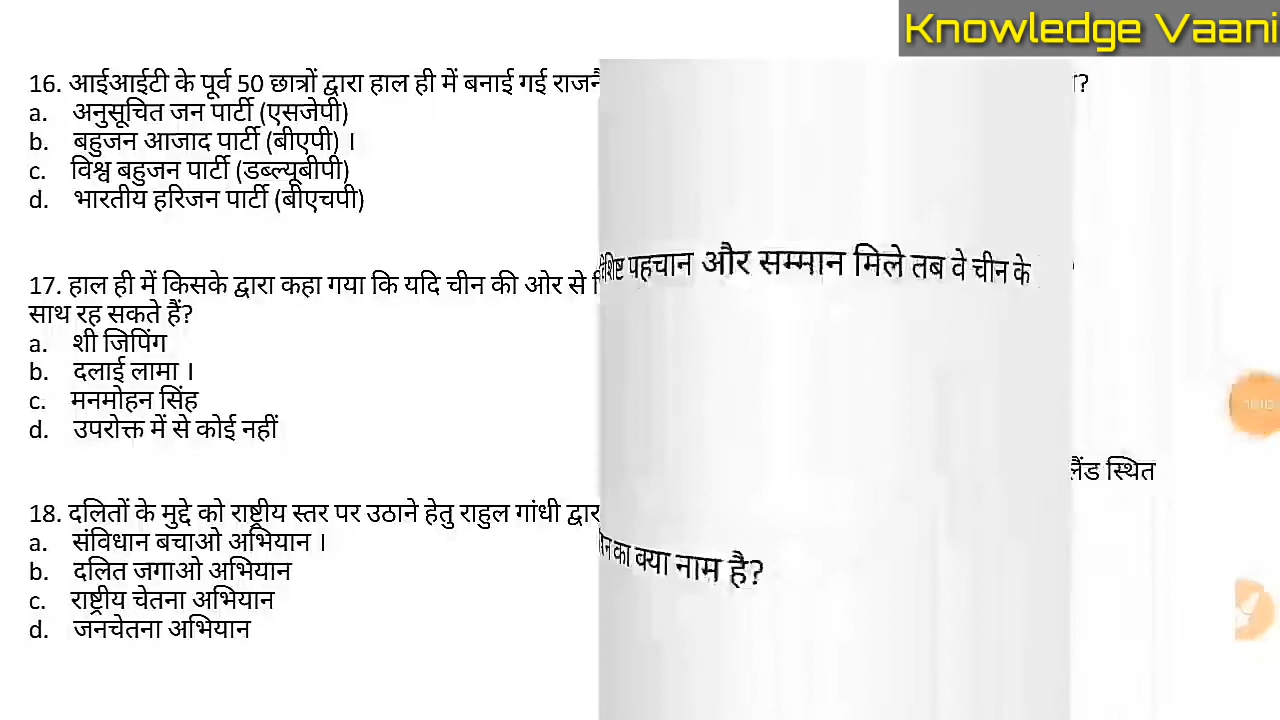 Knowledge Vaani
16. आईआईटी के पूर्व 50 छात्रों द्वारा हाल ही में बनाई गई
a. अनुसूचित जन पार्टी (एसजेपी)
b. बहुजन आजाद पार्टी (बीएपी) ।
c. विश्व बहुजन पार्टी (डब्ल्यूबीपी)
d. भारतीय हरिजन पार्टी (बीएचपी)
17. हाल ही में किसके द्वारा कहा गया कि यदि चीन की ओर से पहचान और सम्मान मिले तब वे चीन के
साथ रह सकते हैं?
a. शी जिपिंग
b. दलाई लामा ।
c. मनमोहन सिंह
d. उपरोक्त में से कोई नहीं
लैंड स्थित
18. दलितों के मुद्दे को राष्ट्रीय स्तर पर उठाने हेतु राहुल गांधी का क्या नाम है?
a. संविधान बचाओ अभियान ।
b. दलित जगाओ अभियान
c. राष्ट्रीय चेतना अभियान
d. जनचेतना अभियान